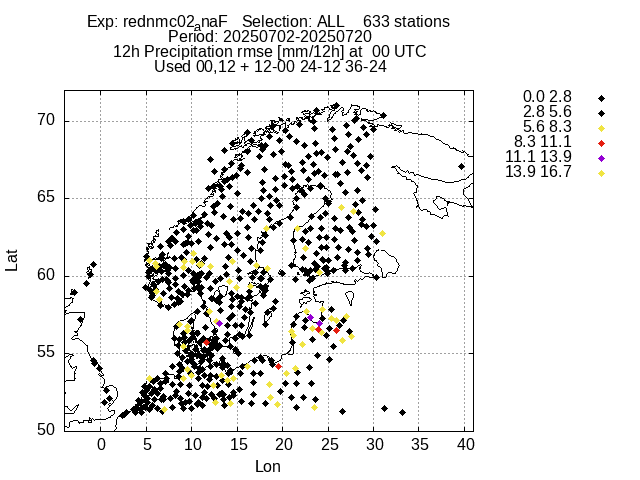 Exp: rednmc02anaF Selection: ALL 633 stations
Period: 20250702-20250720
12h Precipitation rmse [mm/12h] at 00 UTC
Used 00,12 + 12-00 24-12 36-24
70
65
60
55
50
Lat
0 5 10 15 20 25 30 35 40
Lon
0.0 2.8
2.8 5.6
5.6 8.3
8.3 11.1
11.1 13.9
13.9 16.7